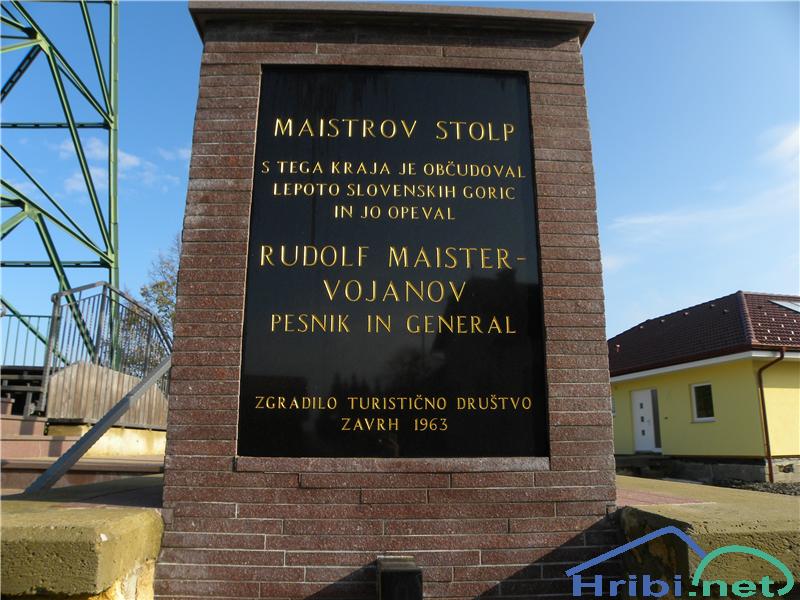 MAISTROV STOLP
S TEGA KRAJA JE OBČUDOVAL
LEPOTO SLOVENSKIH GORIC
IN JO OPEVAL
RUDOLF MAISTER-
VOJANOV
PESNIK IN GENERAL
ZGRADILO TURISTIČNO DRUŠTVO
ZAVRH 1963
Hribi.net